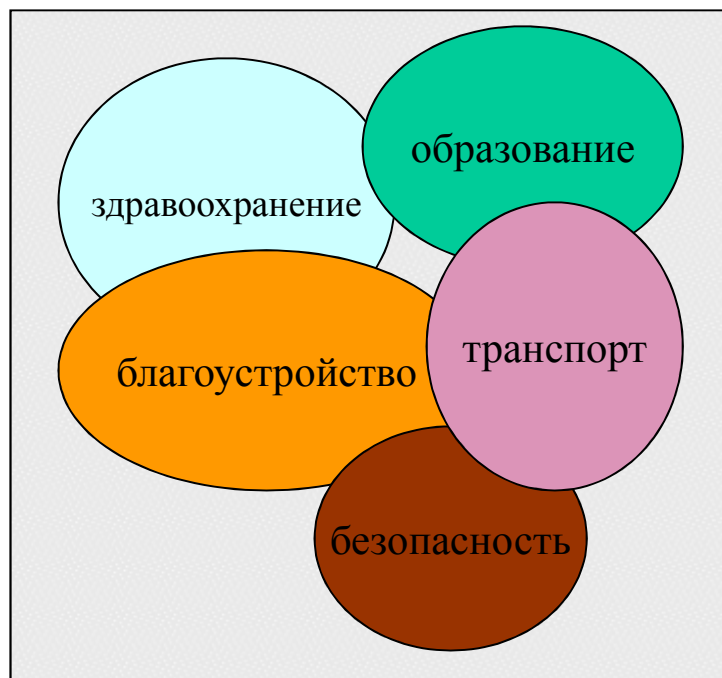 образование
здравоохранение
транспорт
благоустройство
безопасность